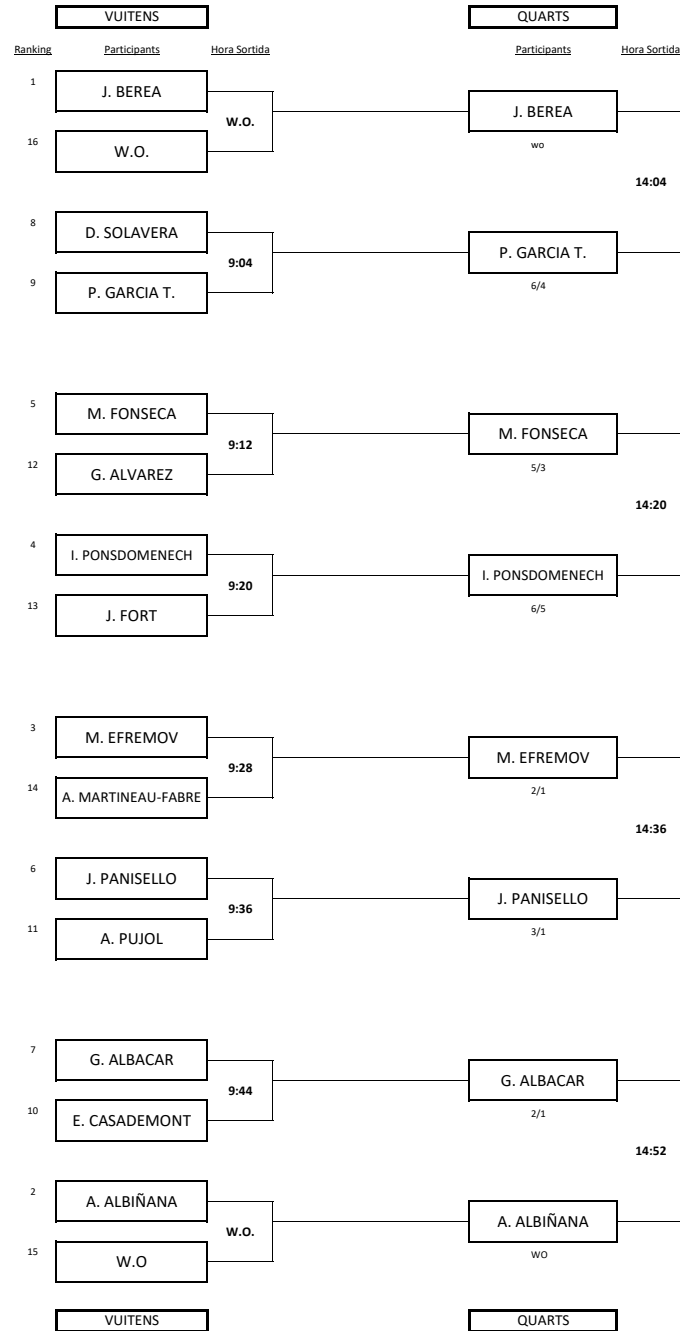 VUITENS QUARTS
Ranking Participants Hora Sortida Participants Hora Sortida
1 J. BEREA
W.O. J. BEREA
16 W.O. wo
14:04
8 D. SOLAVERA
9:04 P. GARCIA T.
9 P. GARCIA T. 6/4
5 M. FONSECA
9:12 M. FONSECA
12 G. ALVAREZ 5/3
14:20
4 I. PONSDOMENECH
9:20 I. PONSDOMENECH
13 J. FORT 6/5
3 M. EFREMOV
9:28 M. EFREMOV
14 A. MARTINEAU-FABRE 2/1
14:36
6 J. PANISELLO
9:36 J. PANISELLO
11 A. PUJOL 3/1
7 G. ALBACAR
9:44 G. ALBACAR
10 E. CASADEMONT 2/1
14:52
2 A. ALBIÑANA
W.O. A. ALBIÑANA
15 W.O WO
VUITENS QUARTS